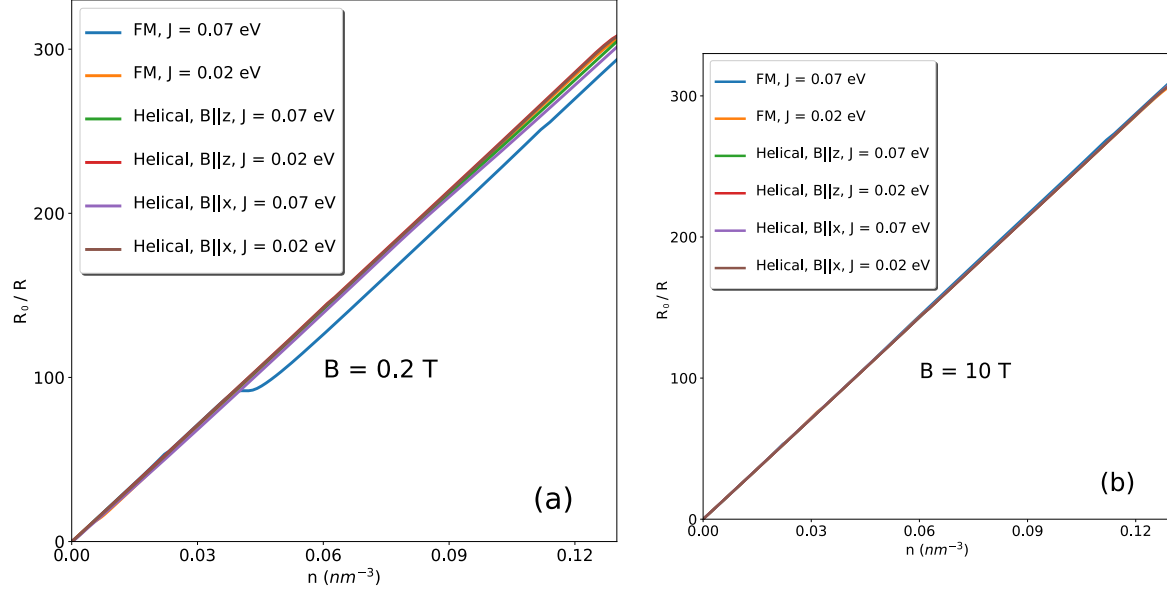 FM, J = 0.07 eV
FM, J = 0.02 eV
Helical, B||z, J = 0.07 eV
Helical, B||z, J = 0.02 eV
Helical, B||x, J = 0.07 eV
Helical, B||x, J = 0.02 eV
300
200
100
0
R₀ / R
B = 0.2 T
(a)
0.00
0.03
0.06
0.09
0.12
n (nm⁻³)
FM, J = 0.07 eV
FM, J = 0.02 eV
Helical, B||z, J = 0.07 eV
Helical, B||z, J = 0.02 eV
Helical, B||x, J = 0.07 eV
Helical, B||x, J = 0.02 eV
300
200
100
0
R₀ / R
B = 10 T
(b)
0.00
0.03
0.06
0.09
0.12
n (nm⁻³)